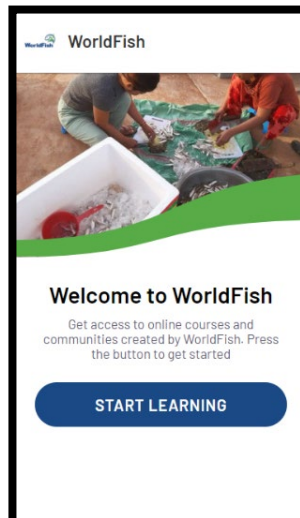 WorldFish WorldFish
Welcome to WorldFish
Get access to online courses and
communities created by WorldFish. Press
the button to get started
START LEARNING